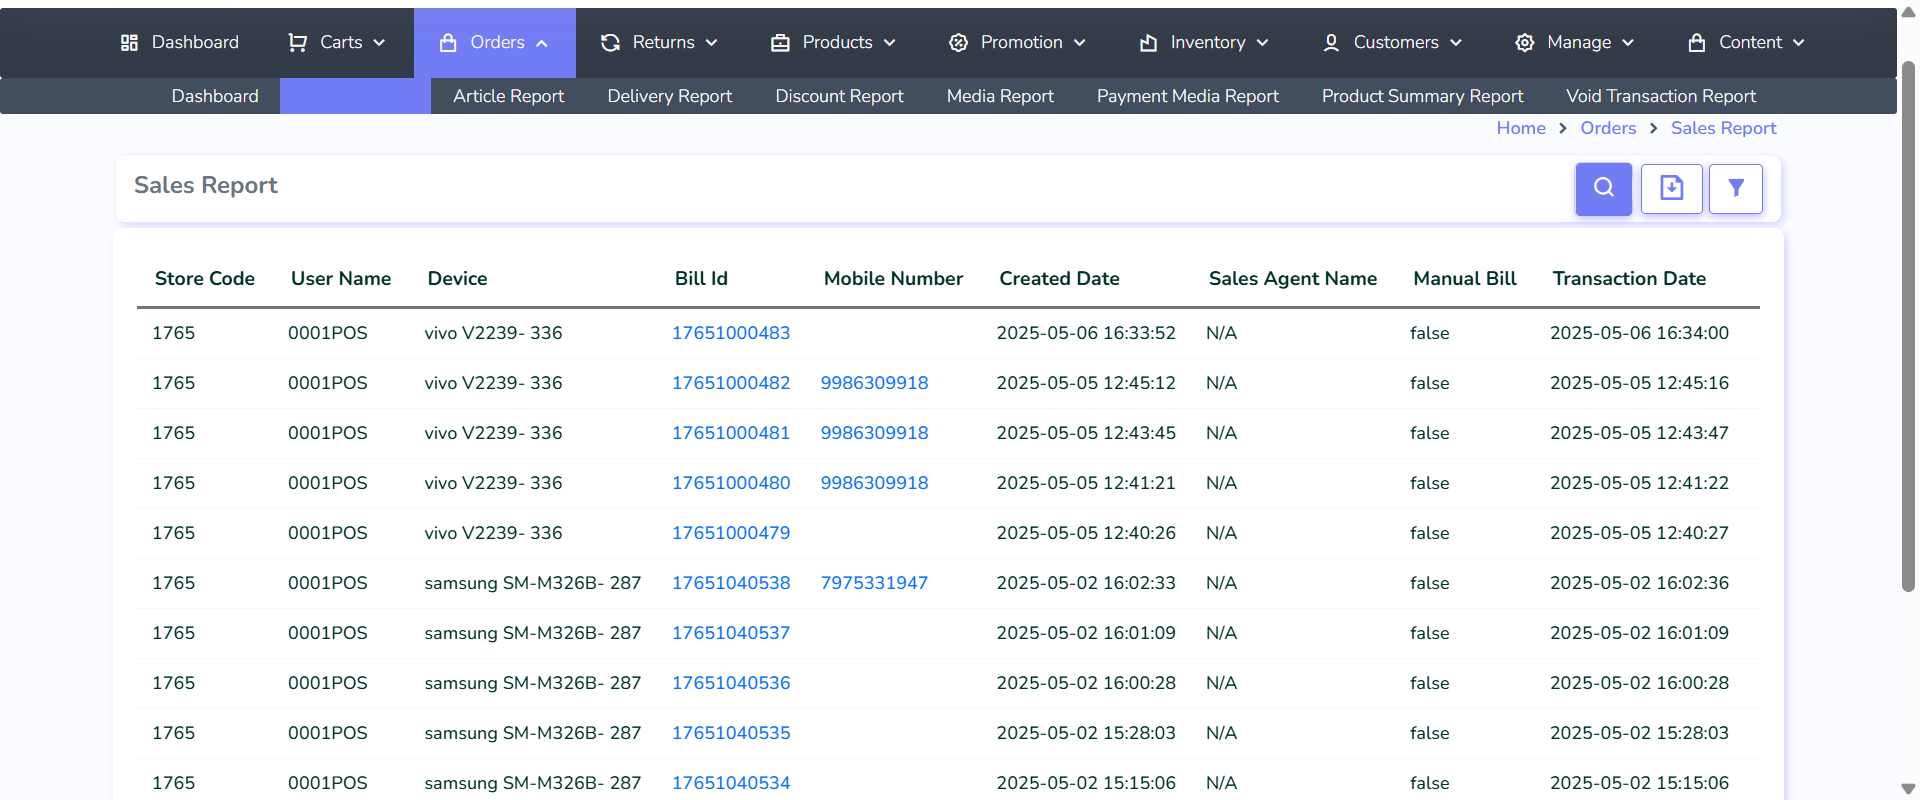 Dashboard Carts Orders Returns Products Promotion Inventory Customers Manage Content
Dashboard Article Report Delivery Report Discount Report Media Report Payment Media Report Product Summary Report Void Transaction Report
Home > Orders > Sales Report
Sales Report
Store Code User Name Device Bill Id Mobile Number Created Date Sales Agent Name Manual Bill Transaction Date
1765 0001POS vivo V2239- 336 17651000483 2025-05-06 16:33:52 N/A false 2025-05-06 16:34:00
1765 0001POS vivo V2239- 336 17651000482 9986309918 2025-05-05 12:45:12 N/A false 2025-05-05 12:45:16
1765 0001POS vivo V2239- 336 17651000481 9986309918 2025-05-05 12:43:45 N/A false 2025-05-05 12:43:47
1765 0001POS vivo V2239- 336 17651000480 9986309918 2025-05-05 12:41:21 N/A false 2025-05-05 12:41:22
1765 0001POS vivo V2239- 336 17651000479 2025-05-05 12:40:26 N/A false 2025-05-05 12:40:27
1765 0001POS samsung SM-M326B- 287 17651040538 7975331947 2025-05-02 16:02:33 N/A false 2025-05-02 16:02:36
1765 0001POS samsung SM-M326B- 287 17651040537 2025-05-02 16:01:09 N/A false 2025-05-02 16:01:09
1765 0001POS samsung SM-M326B- 287 17651040536 2025-05-02 16:00:28 N/A false 2025-05-02 16:00:28
1765 0001POS samsung SM-M326B- 287 17651040535 2025-05-02 15:28:03 N/A false 2025-05-02 15:28:03
1765 0001POS samsung SM-M326B- 287 17651040534 2025-05-02 15:15:06 N/A false 2025-05-02 15:15:06